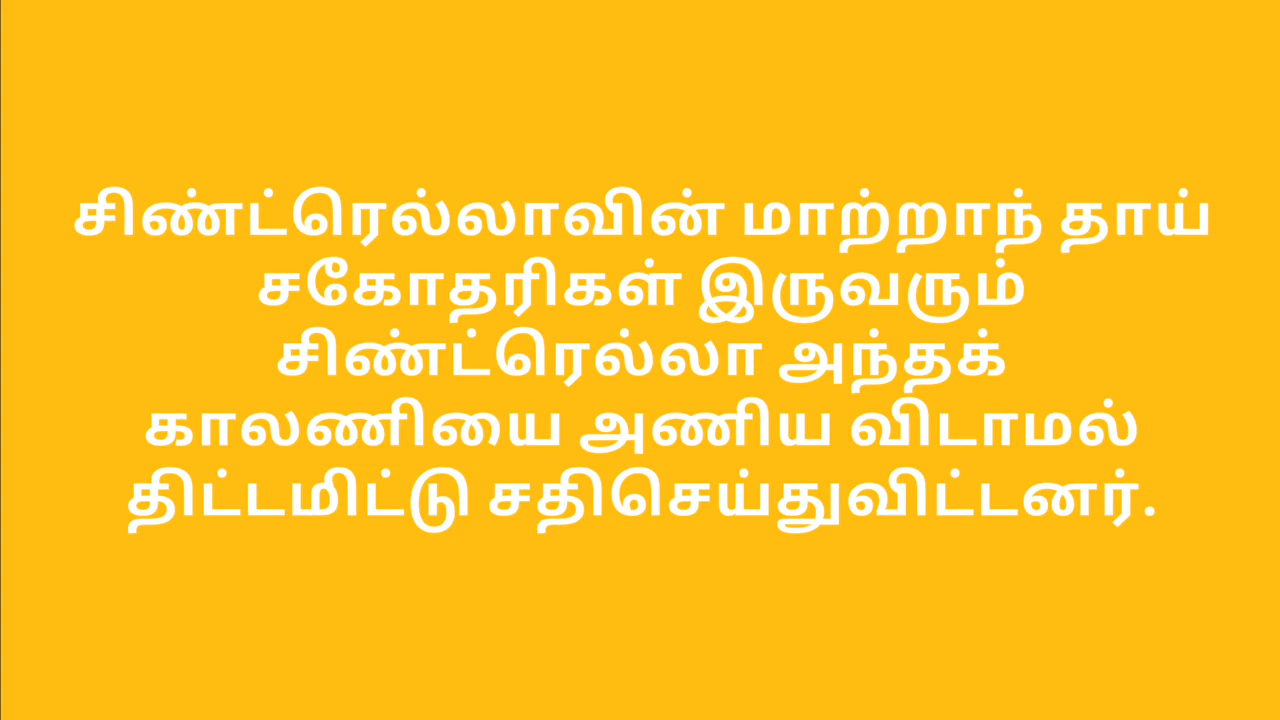 சிண்ட்ரெல்லாவின் மாற்றாந் தாய்
சகோதரிகள் இருவரும்
சிண்ட்ரெல்லா அந்தக்
காலணியை அணிய விடாமல்
திட்டமிட்டு சதிசெய்துவிட்டனர்.